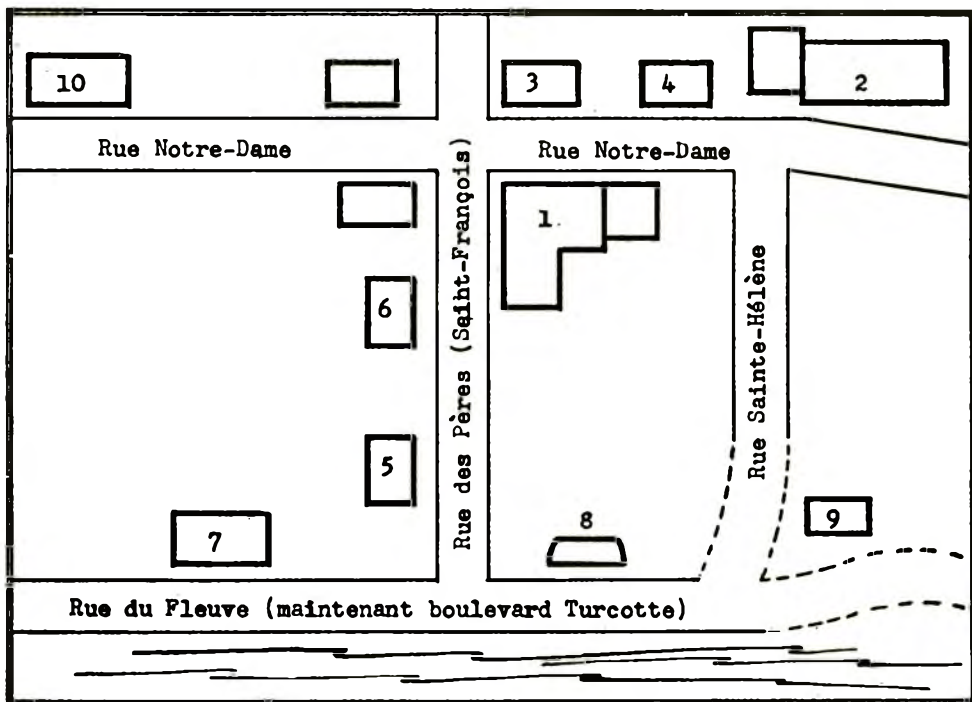 10
3
4
2
Rue Notre-Dame
Rue Notre-Dame
Rue des Pères (Saint-François)
1.
6
Rue Sainte-Hélène
5
7
8
9
Rue du Fleuve (maintenant boulevard Turcotte)